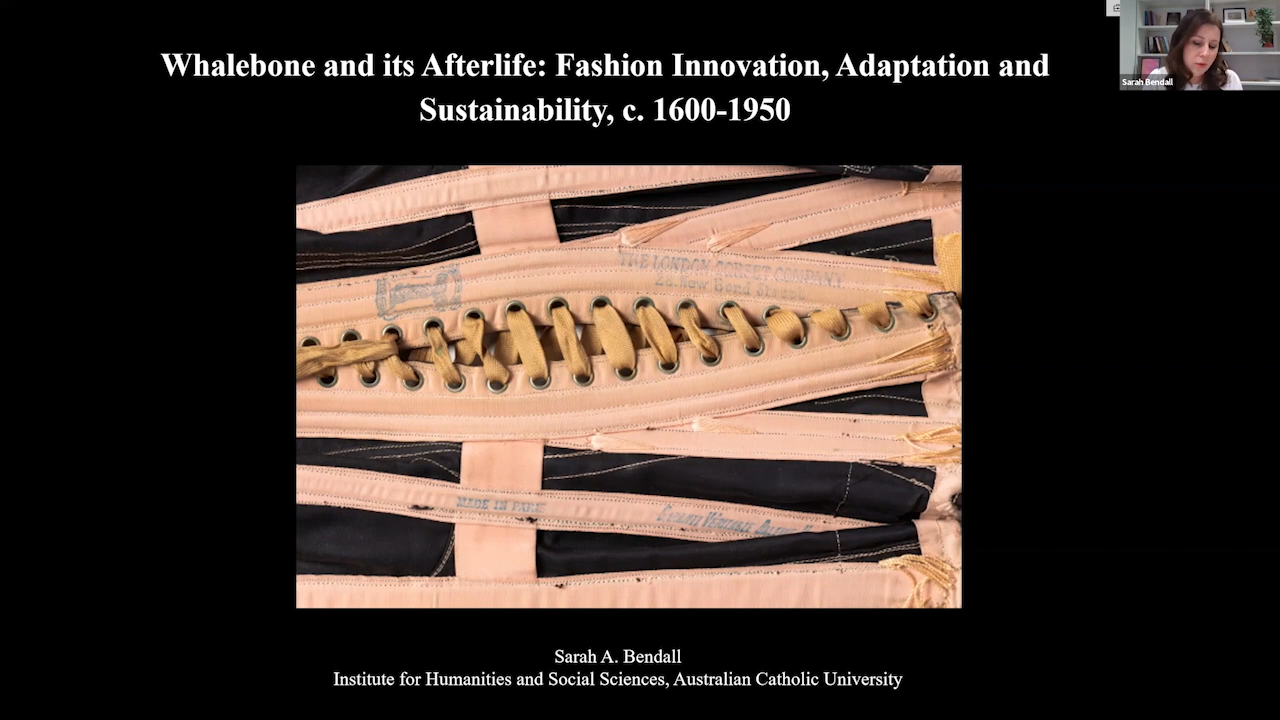 Whalebone and its Afterlife: Fashion Innovation, Adaptation and
Sustainability, c. 1600-1950
Sarah Bendall
THE LONDON CORSET COMPANY
28 New Bond Street
MADE IN PARIS
Sarah A. Bendall
Institute for Humanities and Social Sciences, Australian Catholic University